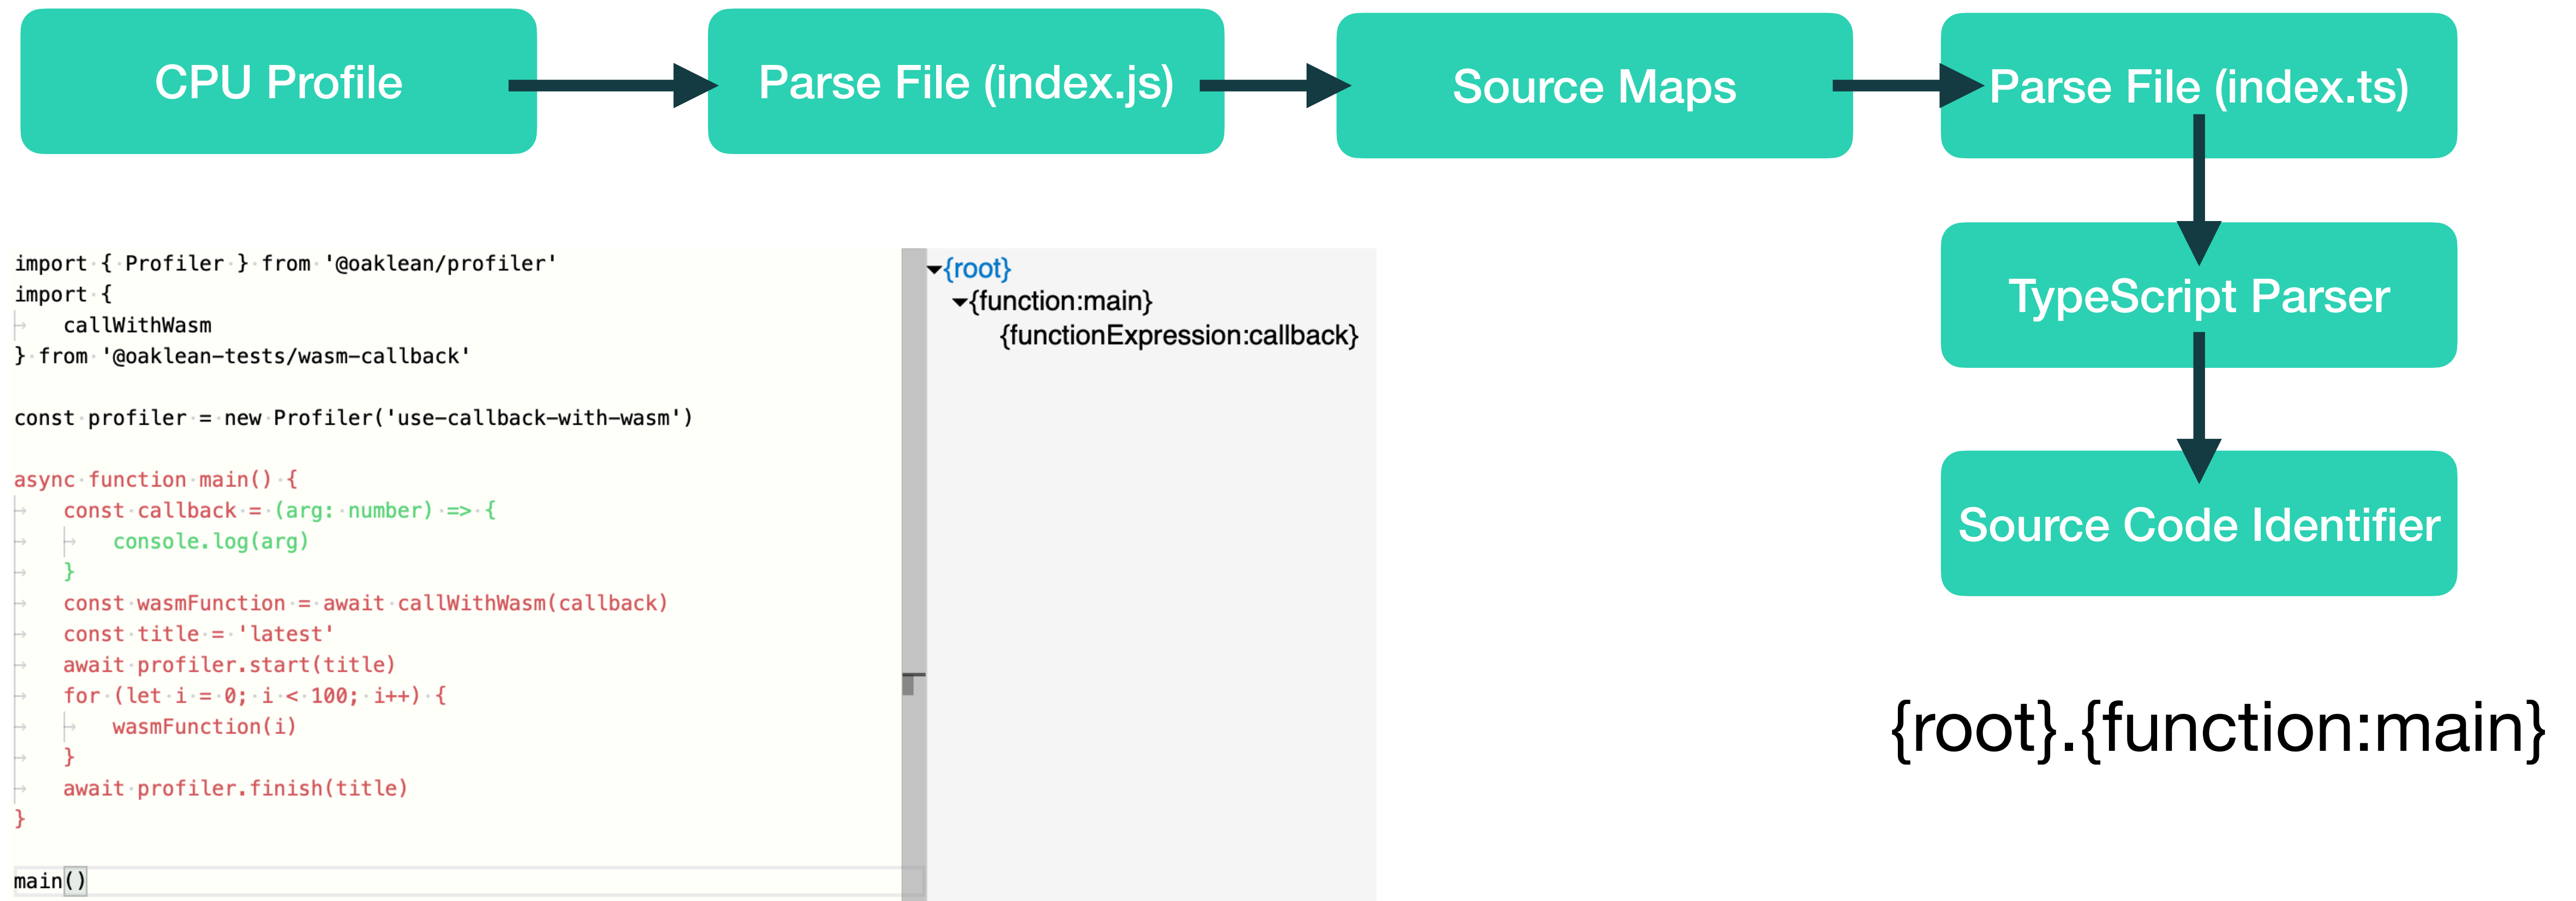 CPU Profile
Parse File (index.js)
Source Maps
Parse File (index.ts)
TypeScript Parser
Source Code Identifier
import { Profiler } from '@oaklean/profiler'
import {
callWithWasm
} from '@oaklean-tests/wasm-callback'
const profiler = new Profiler('use-callback-with-wasm')
async function main() {
const callback = (arg: number) => {
console.log(arg)
}
const wasmFunction = await callWithWasm(callback)
const title = 'latest'
await profiler.start(title)
for (let i = 0; i < 100; i++) {
wasmFunction(i)
}
await profiler.finish(title)
}
main()
{root}
{function:main}
{functionExpression:callback}
{root}.{function:main}